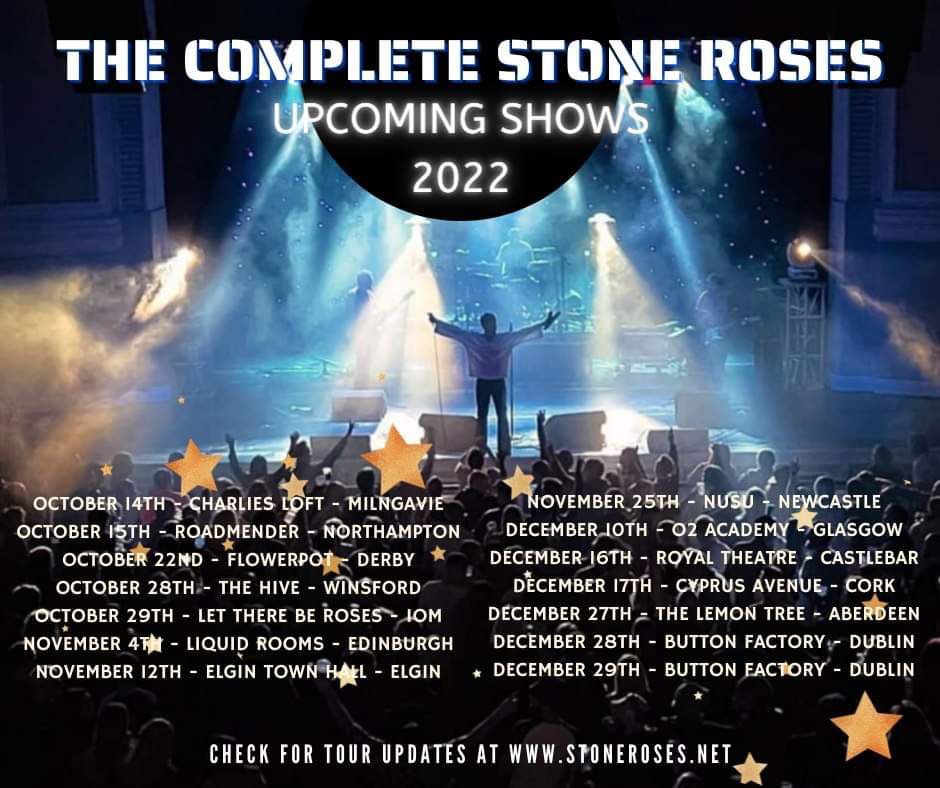 THE COMPLETE STONE ROSES
UPCOMING SHOWS
2022
OCTOBER 14TH - CHARLIES LOFT - MILNGAVIE
OCTOBER 15TH - ROADMENDER - NORTHAMPTON
OCTOBER 22ND - FLOWERPOT - DERBY
OCTOBER 28TH - THE HIVE - WINSFORD
OCTOBER 29TH - LET THERE BE ROSES - IOM
NOVEMBER 4TH - LIQUID ROOMS - EDINBURGH
NOVEMBER 12TH - ELGIN TOWN HALL - ELGIN
NOVEMBER 25TH - NUSU - NEWCASTLE
DECEMBER 10TH - O2 ACADEMY - GLASGOW
DECEMBER 16TH - ROYAL THEATRE - CASTLEBAR
DECEMBER 17TH - CYPRUS AVENUE - CORK
DECEMBER 27TH - THE LEMON TREE - ABERDEEN
DECEMBER 28TH - BUTTON FACTORY - DUBLIN
DECEMBER 29TH - BUTTON FACTORY - DUBLIN
CHECK FOR TOUR UPDATES AT WWW.STONEROSES.NET